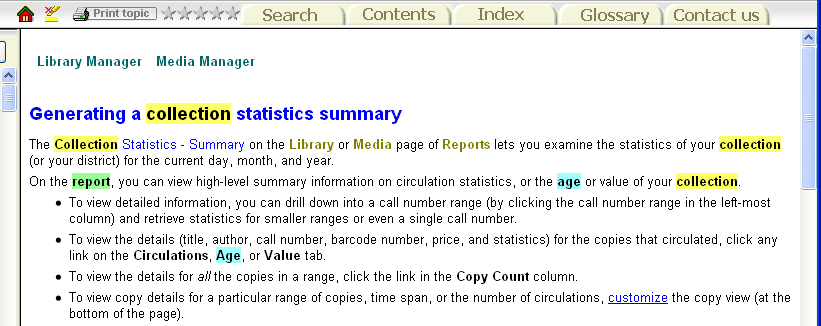 Print topic Search Contents Index Glossary Contact us
Library Manager Media Manager
Generating a collection statistics summary
The Collection Statistics - Summary on the Library or Media page of Reports lets you examine the statistics of your collection
(or your district) for the current day, month, and year.
On the report, you can view high-level summary information on circulation statistics, or the age or value of your collection.
• To view detailed information, you can drill down into a call number range (by clicking the call number range in the left-most
column) and retrieve statistics for smaller ranges or even a single call number.
• To view the details (title, author, call number, barcode number, price, and statistics) for the copies that circulated, click any
link on the Circulations, Age, or Value tab.
• To view the details for all the copies in a range, click the link in the Copy Count column.
• To view copy details for a particular range of copies, time span, or the number of circulations, customize the copy view (at the
bottom of the page).